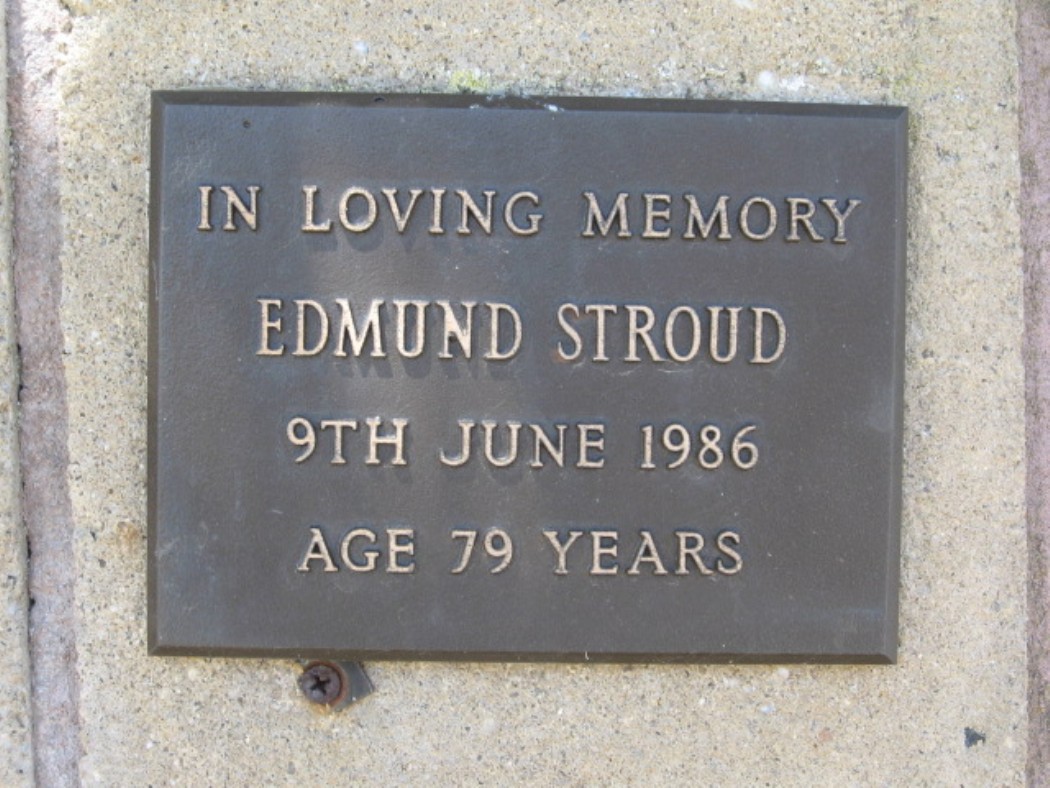 IN LOVING MEMORY
EDMUND STROUD
9TH JUNE 1986
AGE 79 YEARS